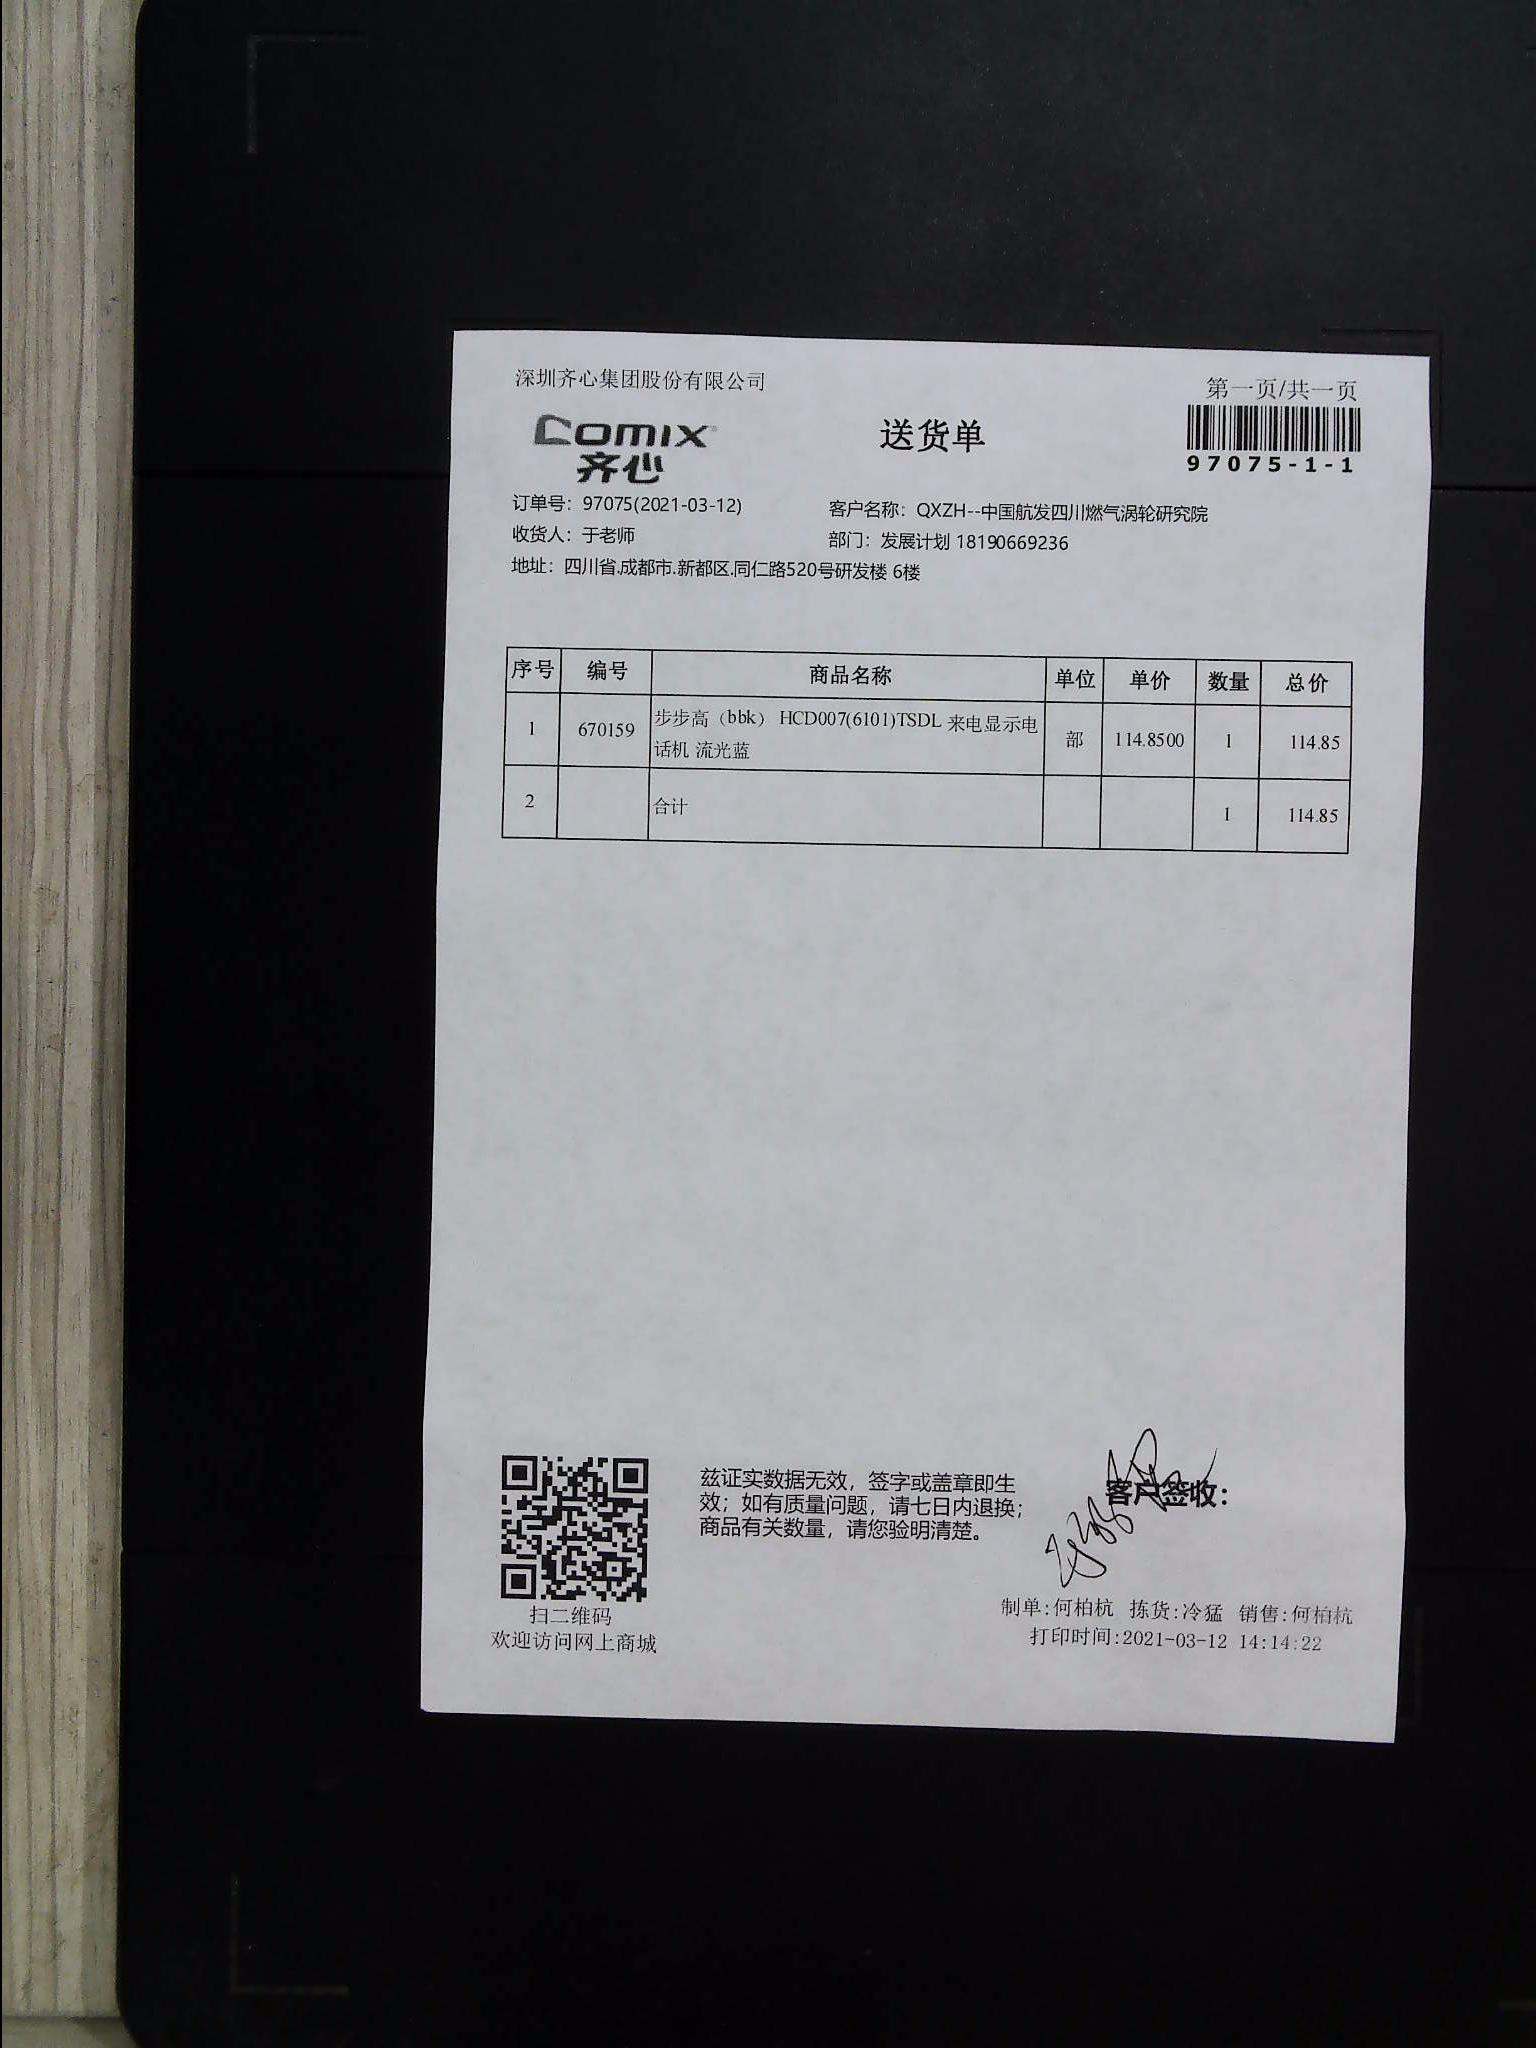 深圳齐心集团股份有限公司
第一页/共一页
comix
齐心
送货单
97075-1-1
订单号：97075(2021-03-12)
客户名称：QXZH--中国航发四川燃气涡轮研究院
收货人：于老师
部门：发展计划 18190669236
地址：四川省.成都市.新都区.同仁路520号研发楼 6楼
序号 编号 商品名称 单位 单价 数量 总价
1 670159 步步高（bbk） HCD007(6101)TSDL 来电显示电
话机 流光蓝 部 114.8500 1 114.85
2 合计 1 114.85
兹证实数据无效，签字或盖章即生
效；如有质量问题，请七日内退换；
商品有关数量，请您验明清楚。
客户签收：
扫二维码
欢迎访问网上商城
制单:何柏杭 拣货:冷猛 销售:何柏杭
打印时间:2021-03-12 14:14:22